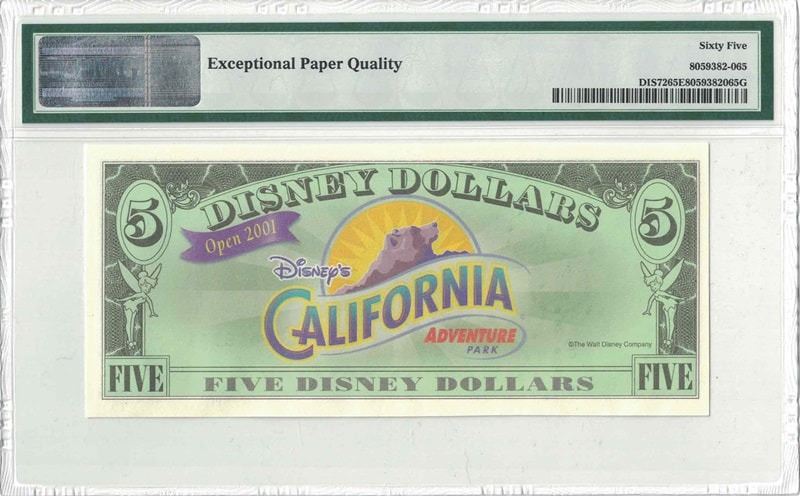 Exceptional Paper Quality
Sixty Five
8059382-065
DIS7265E8059382065G
5
DISNEY DOLLARS
5
Open 2001
DISNEY'S
CALIFORNIA
ADVENTURE
PARK
©The Walt Disney Company
FIVE
FIVE DISNEY DOLLARS
FIVE